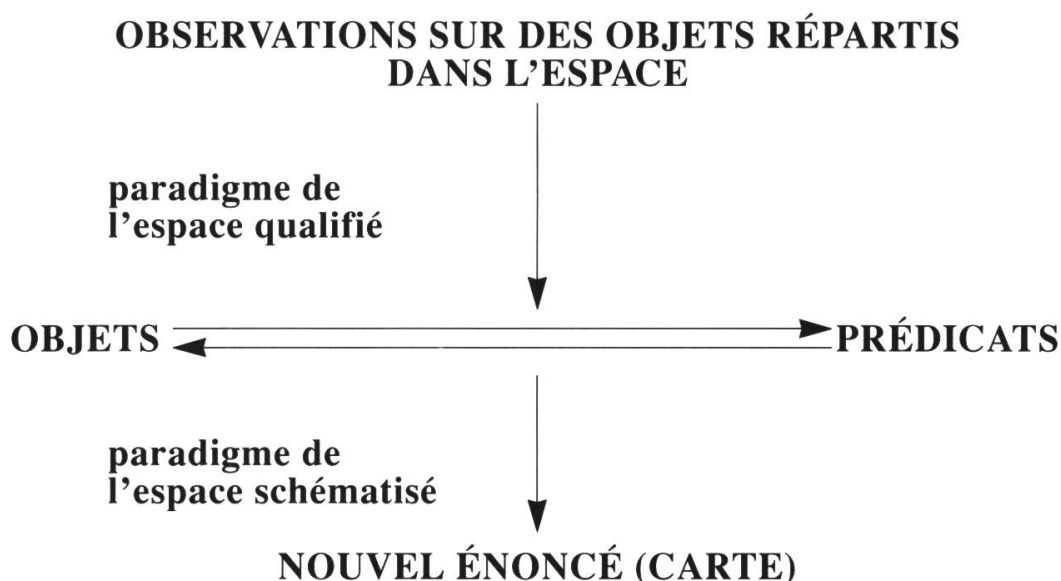 OBSERVATIONS SUR DES OBJETS RÉPARTIS
DANS L'ESPACE
paradigme de
l'espace qualifié
OBJETS PRÉDICATS
paradigme de
l'espace schématisé
NOUVEL ÉNONCÉ (CARTE)